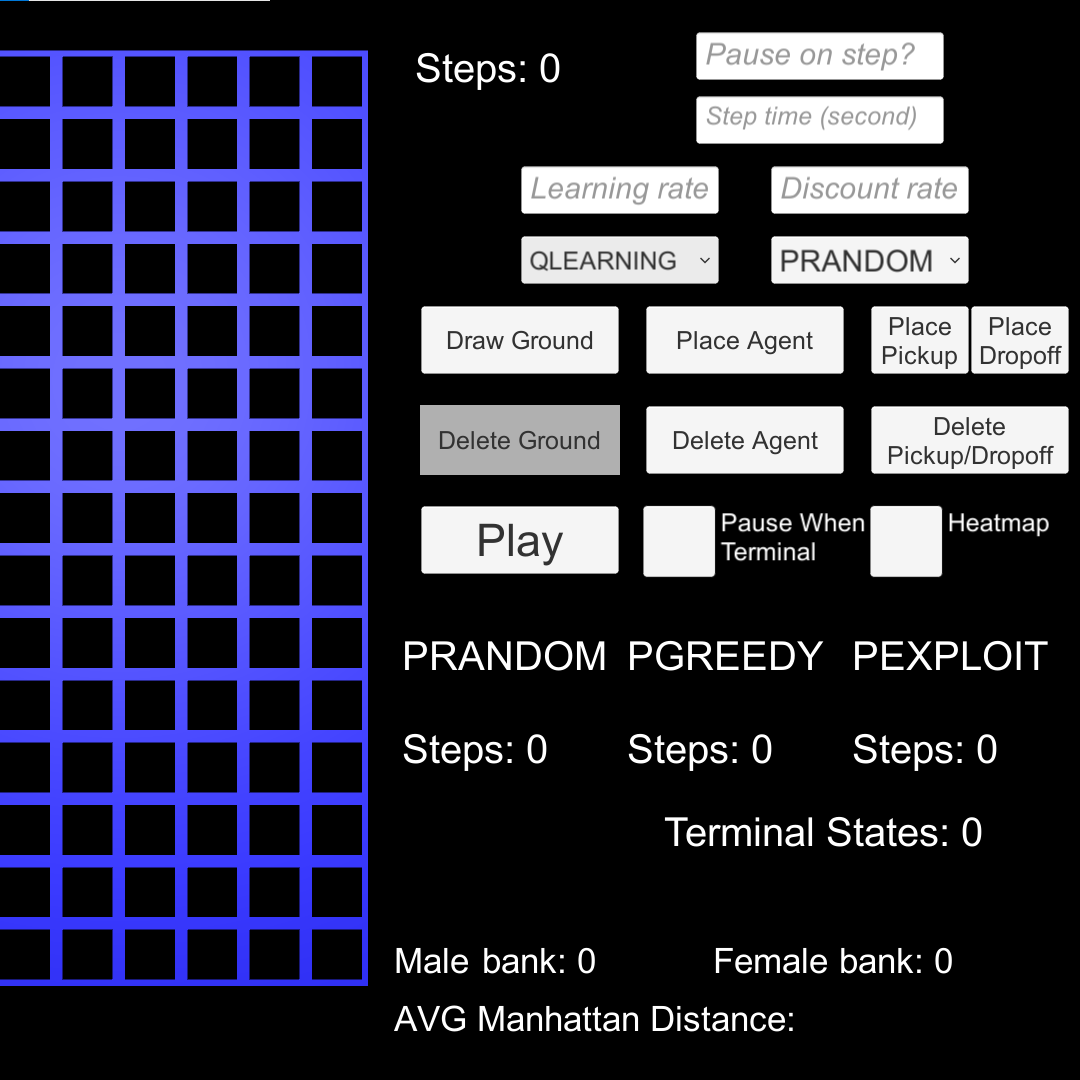 Steps: 0
Pause on step?
Step time (second)
Learning rate
Discount rate
QLEARNING
PRANDOM
Draw Ground
Place Agent
Place
Pickup
Place
Dropoff
Delete Ground
Delete Agent
Delete
Pickup/Dropoff
Play
Pause When
Terminal
Heatmap
PRANDOM
PGREEDY
PEXPLOIT
Steps: 0
Steps: 0
Steps: 0
Terminal States: 0
Male bank: 0
Female bank: 0
AVG Manhattan Distance: